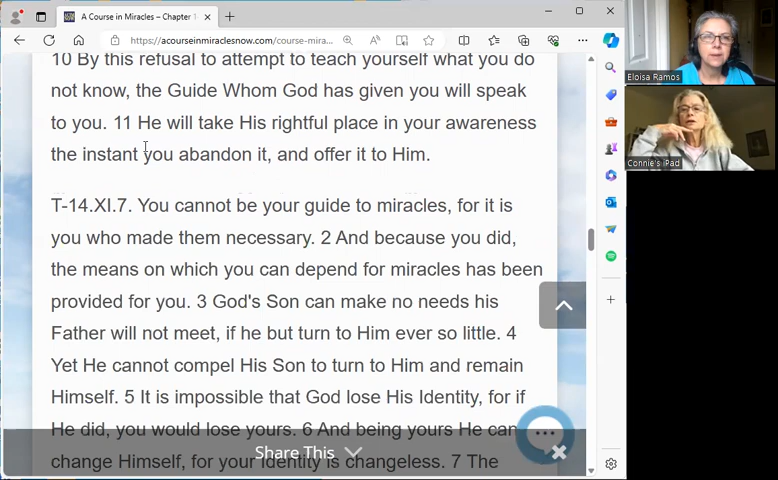 A Course in Miracles – Chapter 1
https://acourseinmiraclesnow.com/course-mira...
10 By this refusal to attempt to teach yourself what you do
not know, the Guide Whom God has given you will speak
to you. 11 He will take His rightful place in your awareness
the instant you abandon it, and offer it to Him.
T-14.XI.7. You cannot be your guide to miracles, for it is
you who made them necessary. 2 And because you did,
the means on which you can depend for miracles has been
provided for you. 3 God's Son can make no needs his
Father will not meet, if he but turn to Him ever so little. 4
Yet He cannot compel His Son to turn to Him and remain
Himself. 5 It is impossible that God lose His Identity, for if
He did, you would lose yours. 6 And being yours He can
change Himself, for your Identity is changeless. 7 The
Share This
Eloisa Ramos
Connie's iPad